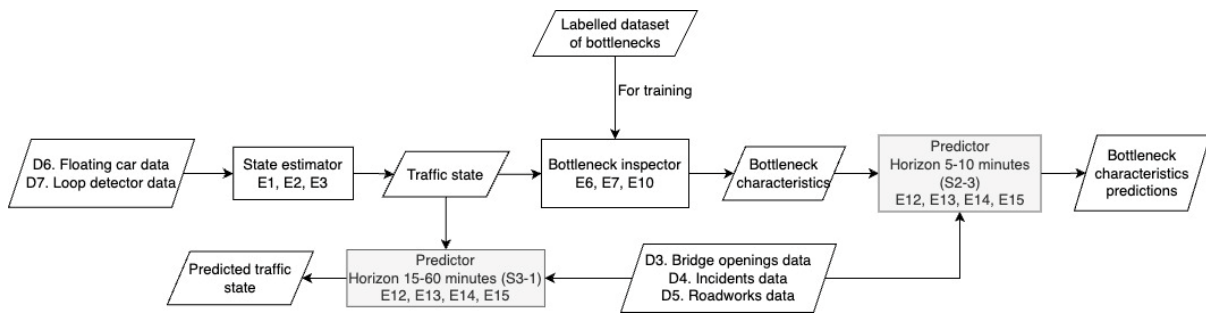 Labelled dataset
of bottlenecks
For training
D6. Floating car data
D7. Loop detector data
State estimator
E1, E2, E3
Traffic state
Bottleneck inspector
E6, E7, E10
Bottleneck
characteristics
Predictor
Horizon 5-10 minutes
(S2-3)
E12, E13, E14, E15
Bottleneck
characteristics
predictions
Predicted traffic
state
Predictor
Horizon 15-60 minutes (S3-1)
E12, E13, E14, E15
D3. Bridge openings data
D4. Incidents data
D5. Roadworks data